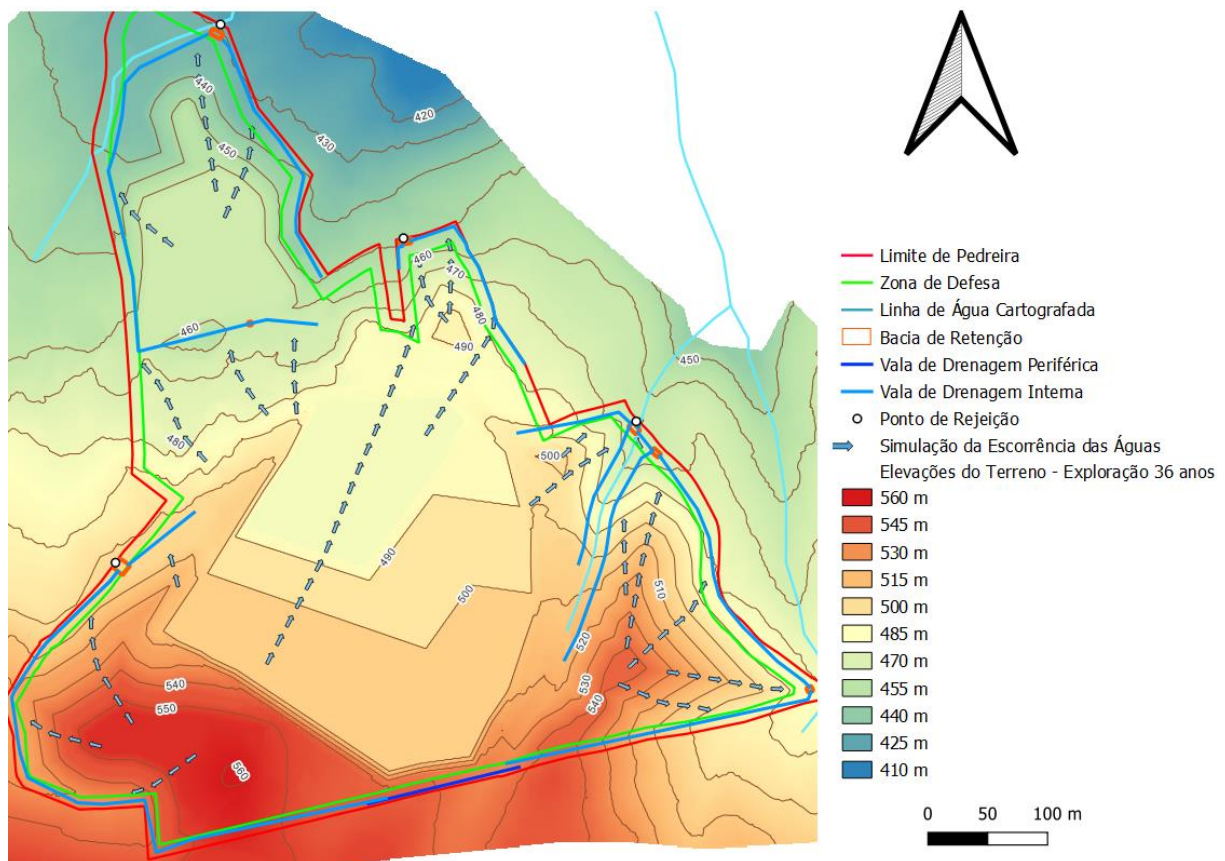 440
420
430
450
460
470
480
460
490
450
480
500
490
500
510
520
530
540
540
550
560
Limite de Pedreira
Zona de Defesa
Linha de Água Cartografada
Bacia de Retenção
Vala de Drenagem Periférica
Vala de Drenagem Interna
Ponto de Rejeição
Simulação da Escorrência das Águas
Elevações do Terreno - Exploração 36 anos
560 m
545 m
530 m
515 m
500 m
485 m
470 m
455 m
440 m
425 m
410 m
0 50 100 m